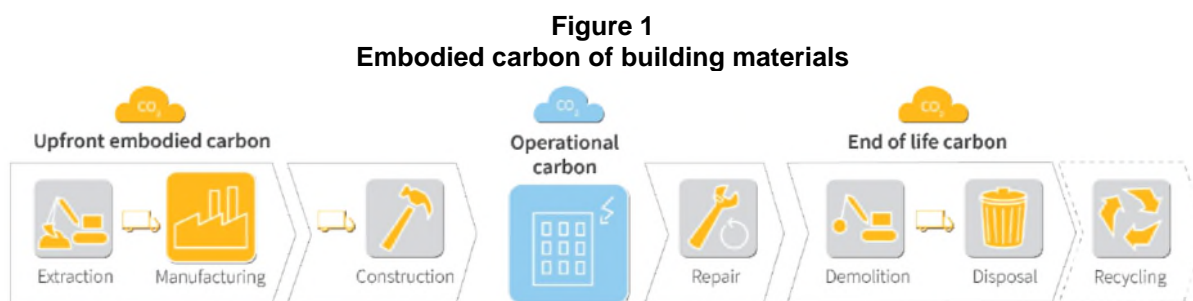 Figure 1
Embodied carbon of building materials
CO2
Upfront embodied carbon
CO2
Operational
carbon
CO2
End of life carbon
Extraction
Manufacturing
Construction
Repair
Demolition
Disposal
Recycling